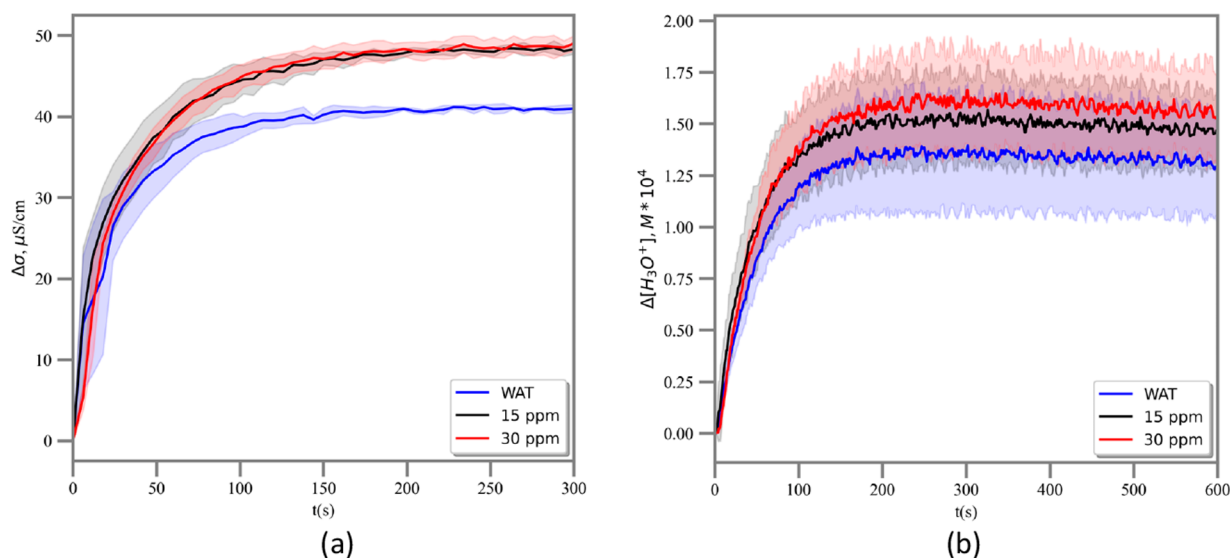 50
40
30
20
10
0
Δσ, μS/cm
0 50 100 150 200 250 300
t(s)
WAT
15 ppm
30 ppm
(a)
2.00
1.75
1.50
1.25
1.00
0.75
0.50
0.25
0.00
Δ[H₃O⁺], M * 10⁴
0 100 200 300 400 500 600
t(s)
WAT
15 ppm
30 ppm
(b)